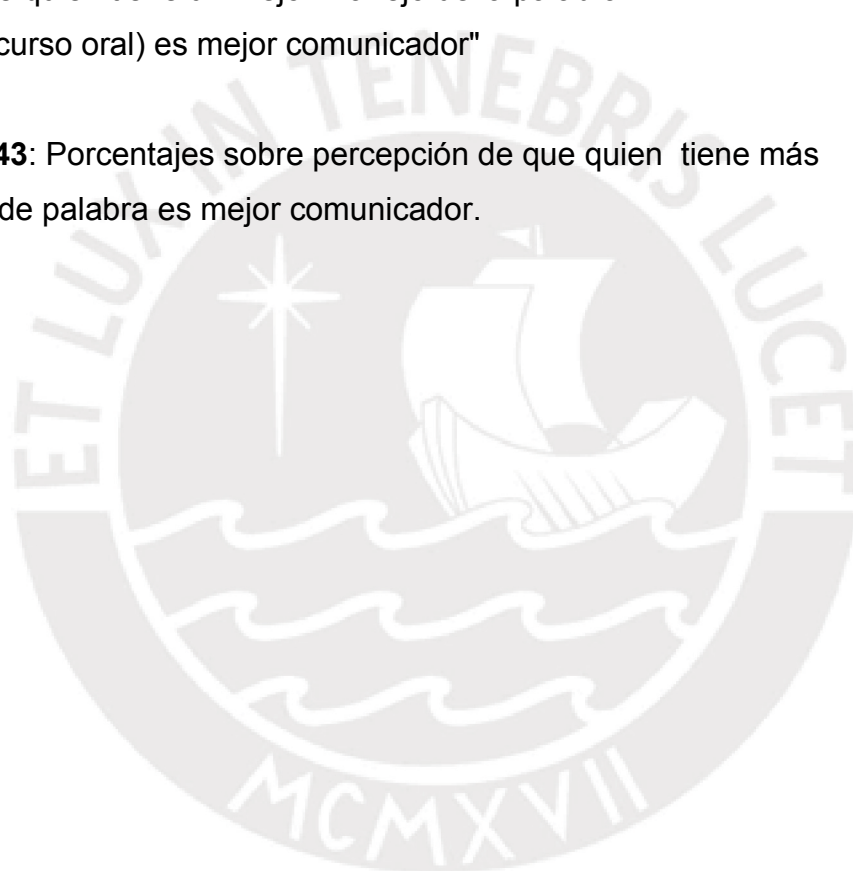 curso oral) es mejor comunicador"
43: Porcentajes sobre percepción de que quien tiene más
de palabra es mejor comunicador.
ET LUX IN TENEBRIS LUCET
MCMXVII